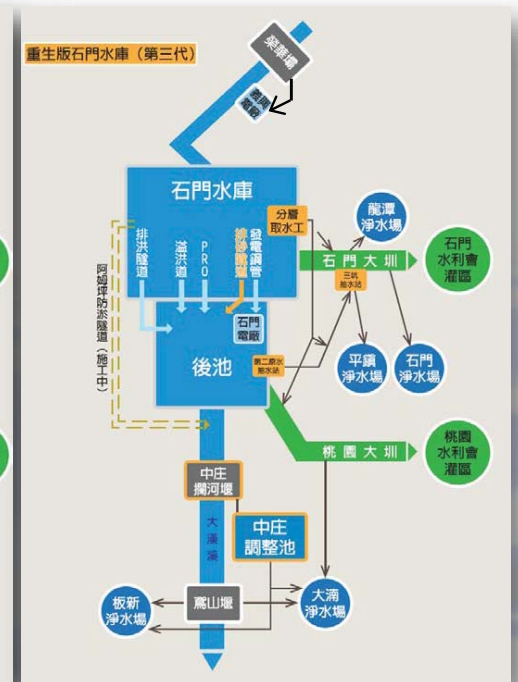 重生版石門水庫（第三代）
榮華壩
義興
電廠
石門水庫
分層
取水工
排洪隧道
溢洪道
PRO
排砂隧道
發電鋼管
龍潭
淨水場
石門大圳
石門
水利會
灌區
三坑
抽水站
阿姆坪防淤隧道（施工中）
石門
電廠
後池
第二原水
抽水站
平鎮
淨水場
石門
淨水場
桃園大圳
桃園
水利會
灌區
中庄
攔河堰
大漢溪
中庄
調整池
板新
淨水場
鳶山堰
大湳
淨水場